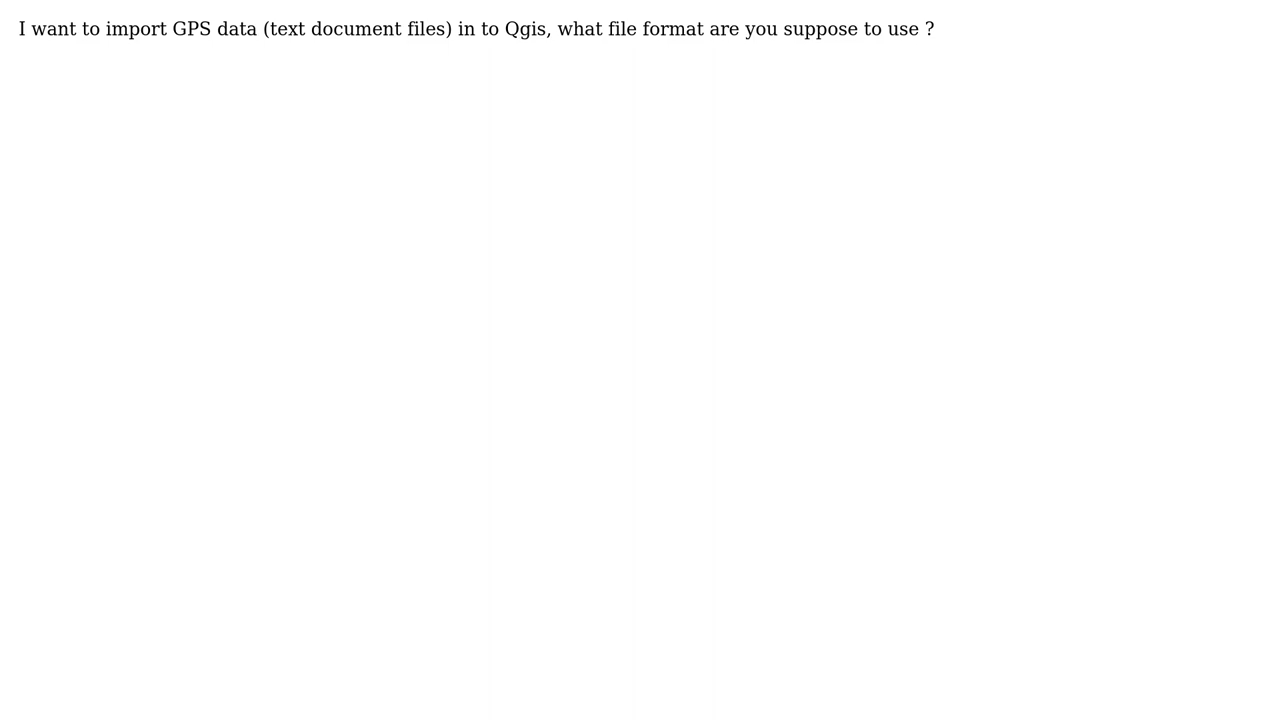 I want to import GPS data (text document files) in to Qgis, what file format are you suppose to use ?